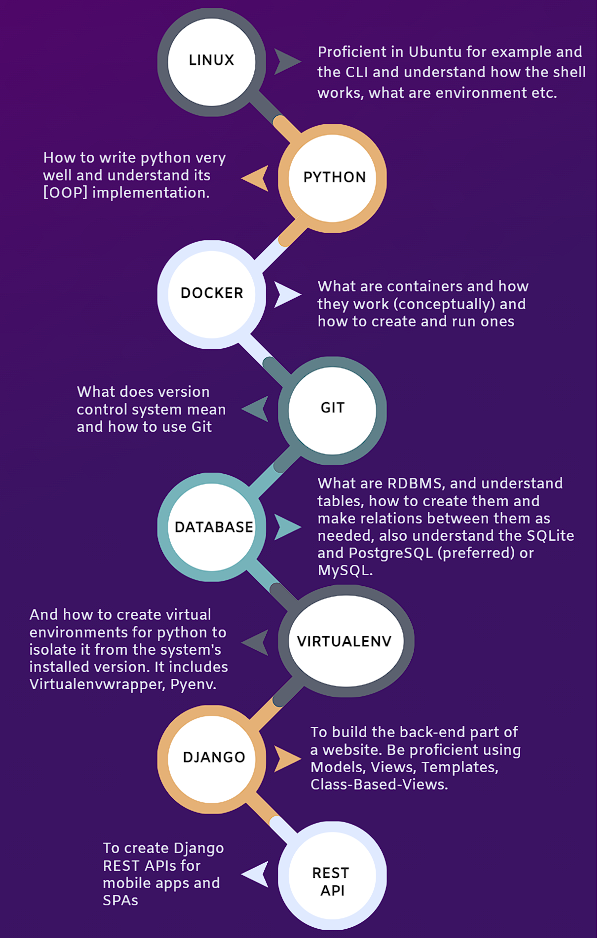 LINUX
Proficient in Ubuntu for example and
the CLI and understand how the shell
works, what are environment etc.
How to write python very
well and understand its
[OOP] implementation.
PYTHON
DOCKER
What are containers and how
they work (conceptually) and
how to create and run ones
What does version
control system mean
and how to use Git
GIT
DATABASE
What are RDBMS, and understand
tables, how to create them and
make relations between them as
needed, also understand the SQLite
and PostgreSQL (preferred) or
MySQL.
And how to create virtual
environments for python to
isolate it from the system's
installed version. It includes
Virtualenvwrapper, Pyenv.
VIRTUALENV
DJANGO
To build the back-end part of
a website. Be proficient using
Models, Views, Templates,
Class-Based-Views.
To create Django
REST APIs for
mobile apps and
SPAs
REST
API